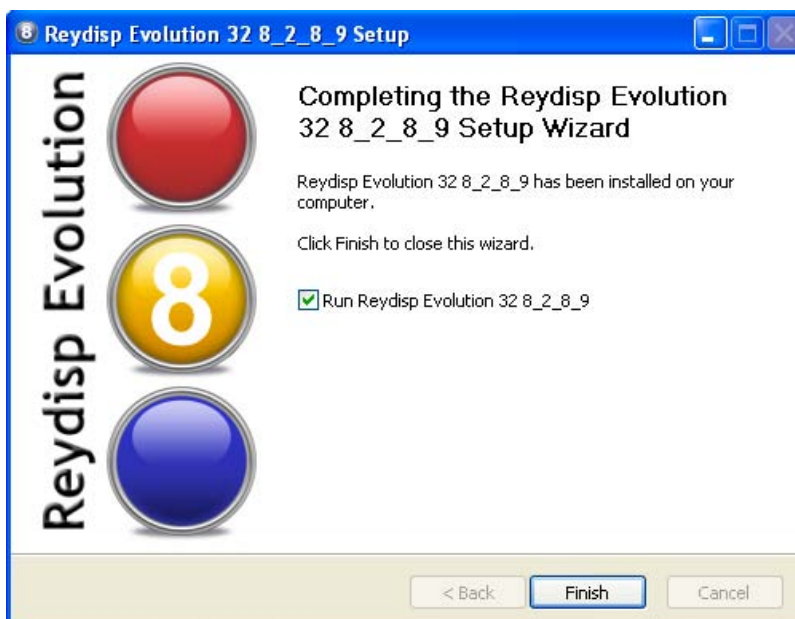 Reydisp Evolution 32 8_2_8_9 Setup
Reydisp Evolution
8
Completing the Reydisp Evolution
32 8_2_8_9 Setup Wizard
Reydisp Evolution 32 8_2_8_9 has been installed on your
computer.
Click Finish to close this wizard.
Run Reydisp Evolution 32 8_2_8_9
< Back
Finish
Cancel